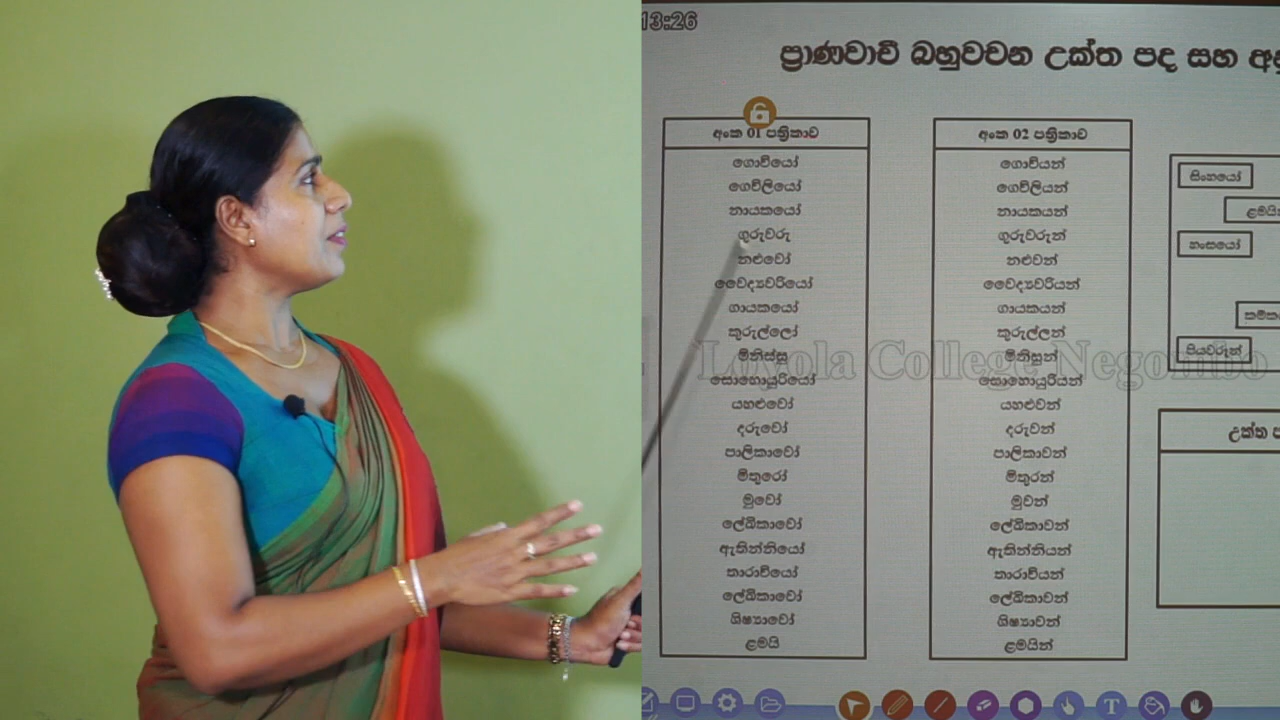 13:26
ප්‍රාණවාචී බහුවචන උක්ත පද සහ
අංක 01 පත්‍රිකාව
ගොවියෝ
ගෙවිලියෝ
නායකයෝ
ගුරුවරු
නළුවෝ
වෛද්‍යවරියෝ
ගායකයෝ
කුරුල්ලෝ
මිනිස්සු
සොහොයුරියෝ
යහළුවෝ
දරුවෝ
පාලිකාවෝ
මිතුරෝ
මුවෝ
ලේඛිකාවෝ
ඇතින්නියෝ
තාරාවියෝ
ලේඛිකාවෝ
ශිෂ්‍යාවෝ
ළමයි
අංක 02 පත්‍රිකාව
ගොවියන්
ගෙවිලියන්
නායකයන්
ගුරුවරුන්
නළුවන්
වෛද්‍යවරියන්
ගායකයන්
කුරුල්ලන්
මිනිසුන්
සොහොයුරියන්
යහළුවන්
දරුවන්
පාලිකාවන්
මිතුරන්
මුවන්
ලේඛිකාවන්
ඇතින්නියන්
තාරාවියන්
ලේඛිකාවන්
ශිෂ්‍යාවන්
ළමයින්
සිංහයෝ
හංසයෝ
පියවරුන්
උක්ත
Loyola College Negombo